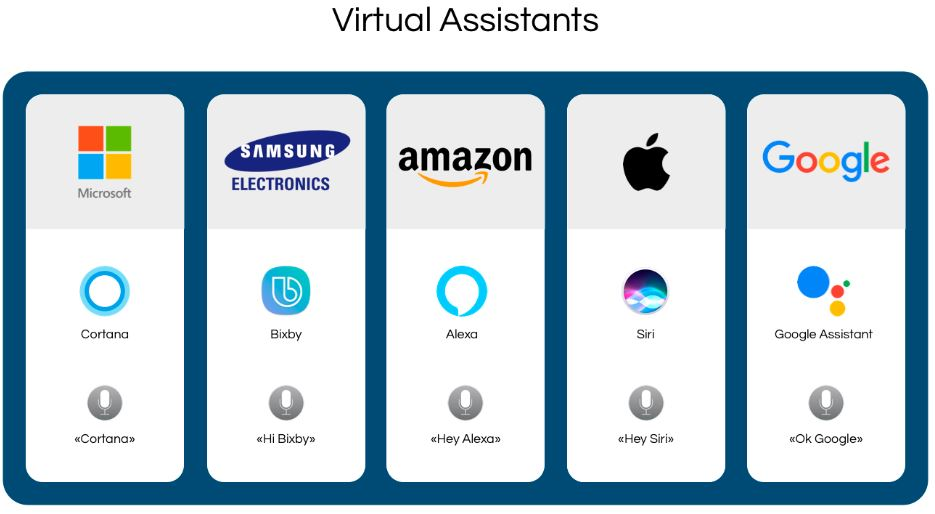 Virtual Assistants
Microsoft
SAMSUNG
ELECTRONICS
amazon
Google
Cortana
Bixby
Alexa
Siri
Google Assistant
«Cortana»
«Hi Bixby»
«Hey Alexa»
«Hey Siri»
«Ok Google»